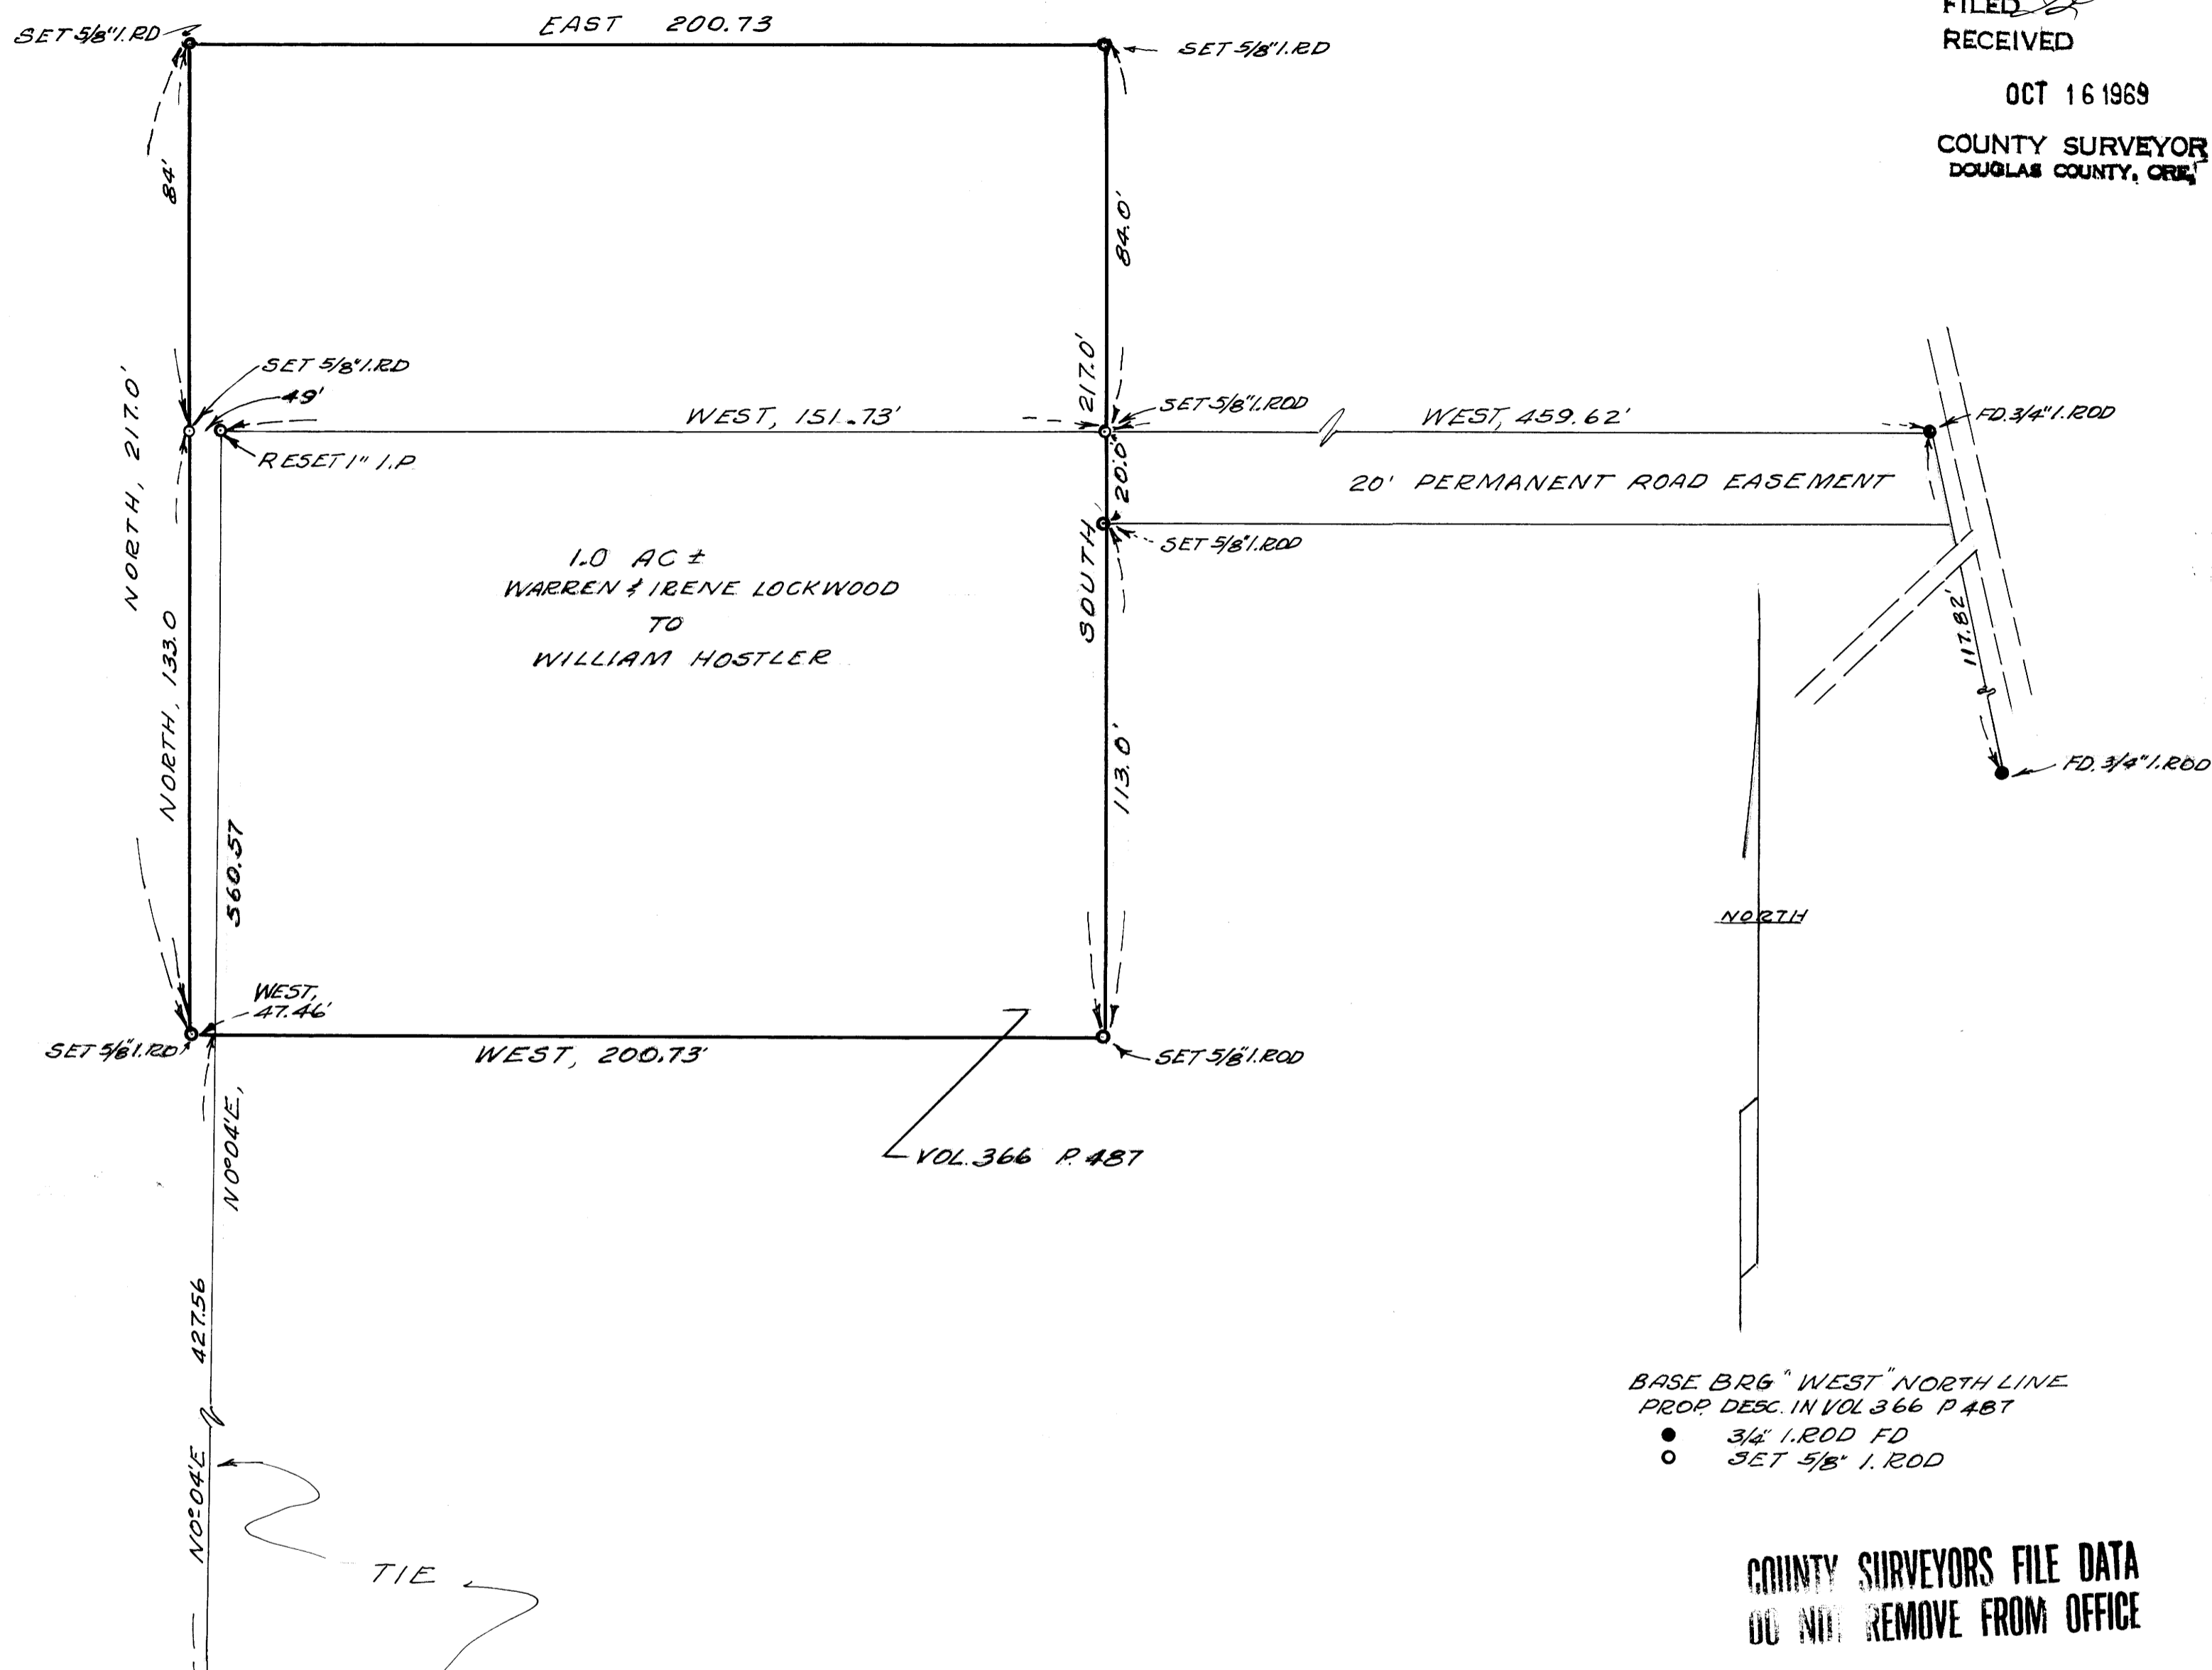 FILED
RECEIVED
OCT 16 1969
COUNTY SURVEYOR
DOUGLAS COUNTY, ORE.
SET 5/8" I.RD
EAST 200.73
SET 5/8" I.RD
84'
84.0'
NORTH, 217.0'
SET 5/8" I.RD
49'
WEST, 151.73'
217.0'
SET 5/8" I.ROD
WEST, 459.62'
FD. 3/4" I.ROD
RESET 1" I.P.
20.0'
20' PERMANENT ROAD EASEMENT
SET 5/8" I.ROD
SOUTH
1.0 AC ±
WARREN & IRENE LOCKWOOD
TO
WILLIAM HOSTLER
117.82'
FD. 3/4" I.ROD
NORTH, 133.0
113.0'
560.57
NORTH
WEST,
47.46'
SET 5/8" I.RD
WEST, 200.73'
SET 5/8" I.ROD
N0°04'E,
VOL. 366 P. 487
427.56
N0°04'E
TIE
BASE BRG "WEST" NORTH LINE
PROP. DESC. IN VOL 366 P 487
3/4" I.ROD FD
SET 5/8" I.ROD
COUNTY SURVEYORS FILE DATA
DO NOT REMOVE FROM OFFICE